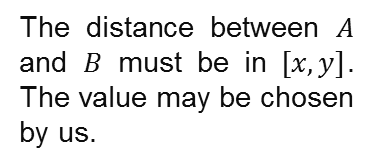 The distance between A
and B must be in [x, y].
The value may be chosen
by us.